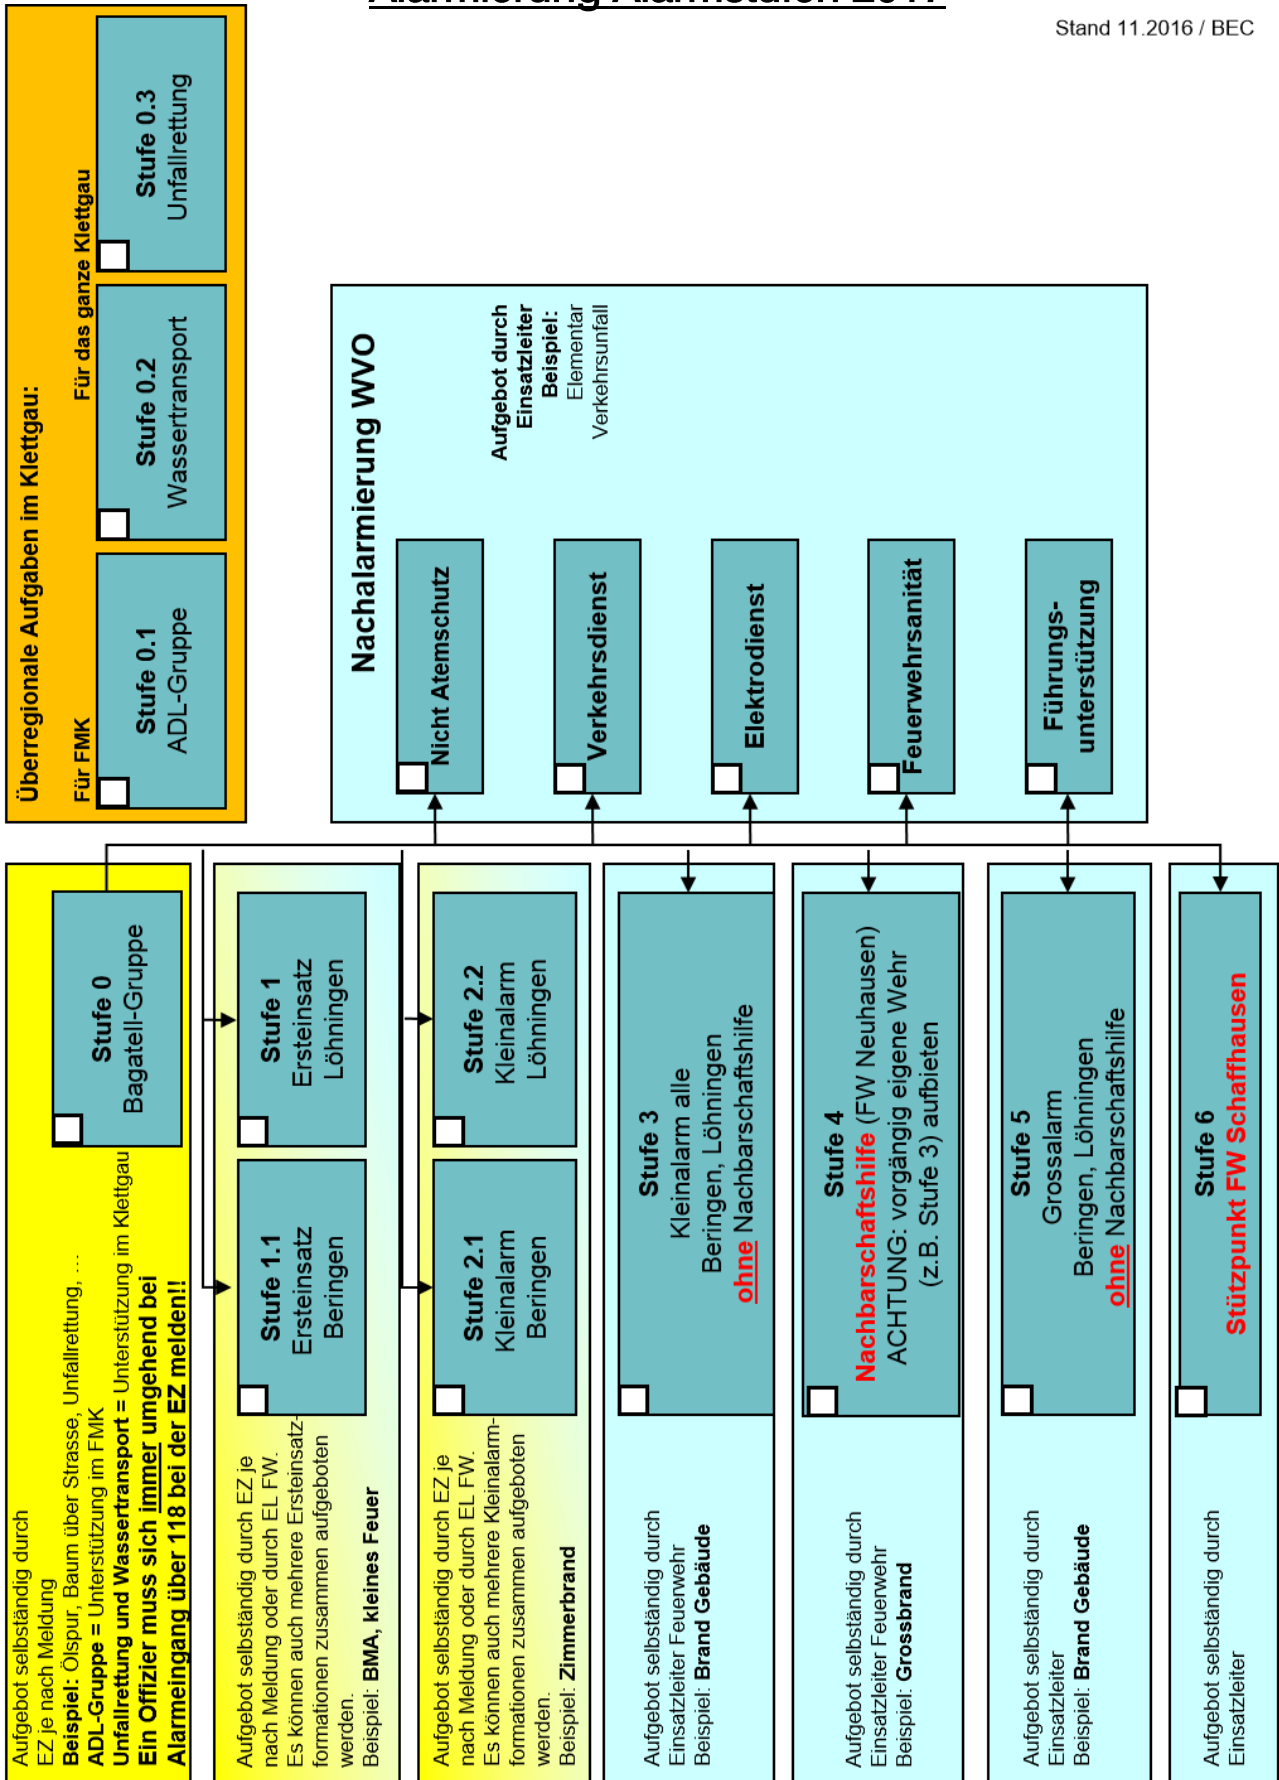 Alarmierung Alarmstufen 2017
Stand 11.2016 / BEC
Aufgebot selbständig durch
EZ je nach Meldung
Beispiel: Ölspur, Baum über Strasse, Unfallrettung, …
ADL-Gruppe = Unterstützung im FMK
Unfallrettung und Wassertransport = Unterstützung im Klettgau
Ein Offizier muss sich immer umgehend bei
Alarmeingang über 118 bei der EZ melden!!
Stufe 0
Bagatell-Gruppe
Überregionale Aufgaben im Klettgau:
Für FMK
Für das ganze Klettgau
Stufe 0.1
ADL-Gruppe
Stufe 0.2
Wassertransport
Stufe 0.3
Unfallrettung
Aufgebot selbständig durch EZ je
nach Meldung oder durch EL FW.
Es können auch mehrere Ersteinsatz-
formationen zusammen aufgeboten
werden.
Beispiel: BMA, kleines Feuer
Stufe 1.1
Ersteinsatz
Beringen
Stufe 1
Ersteinsatz
Löhningen
Aufgebot selbständig durch EZ je
nach Meldung oder durch EL FW.
Es können auch mehrere Kleinalarm-
formationen zusammen aufgeboten
werden.
Beispiel: Zimmerbrand
Stufe 2.1
Kleinalarm
Beringen
Stufe 2.2
Kleinalarm
Löhningen
Aufgebot selbständig durch
Einsatzleiter Feuerwehr
Beispiel: Brand Gebäude
Stufe 3
Kleinalarm alle
Beringen, Löhningen
ohne Nachbarschaftshilfe
Aufgebot selbständig durch
Einsatzleiter Feuerwehr
Beispiel: Grossbrand
Stufe 4
Nachbarschaftshilfe (FW Neuhausen)
ACHTUNG: vorgängig eigene Wehr
(z.B. Stufe 3) aufbieten
Aufgebot selbständig durch
Einsatzleiter
Beispiel: Brand Gebäude
Stufe 5
Grossalarm
Beringen, Löhningen
ohne Nachbarschaftshilfe
Aufgebot selbständig durch
Einsatzleiter
Stufe 6
Stützpunkt FW Schaffhausen
Nachalarmierung WVO
Nicht Atemschutz
Verkehrsdienst
Elektrodienst
Feuerwehrsanität
Führungs-
unterstützung
Aufgebot durch
Einsatzleiter
Beispiel:
Elementar
Verkehrsunfall